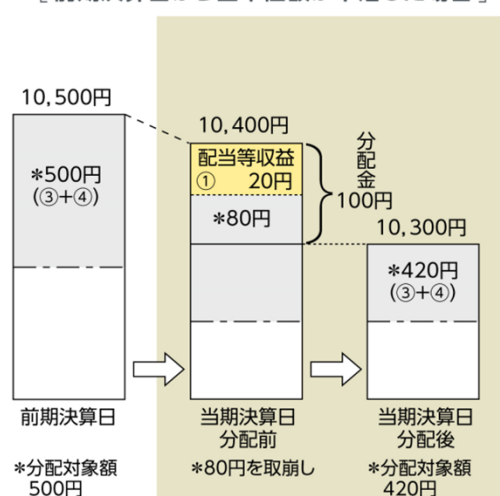 10,500円
*500円
(③+④)
前期決算日
*分配対象額
500円
10,400円
配当等収益
① 20円
*80円
分配金
100円
当期決算日
分配前
*80円を取崩し
10,300円
*420円
(③+④)
当期決算日
分配後
*分配対象額
420円